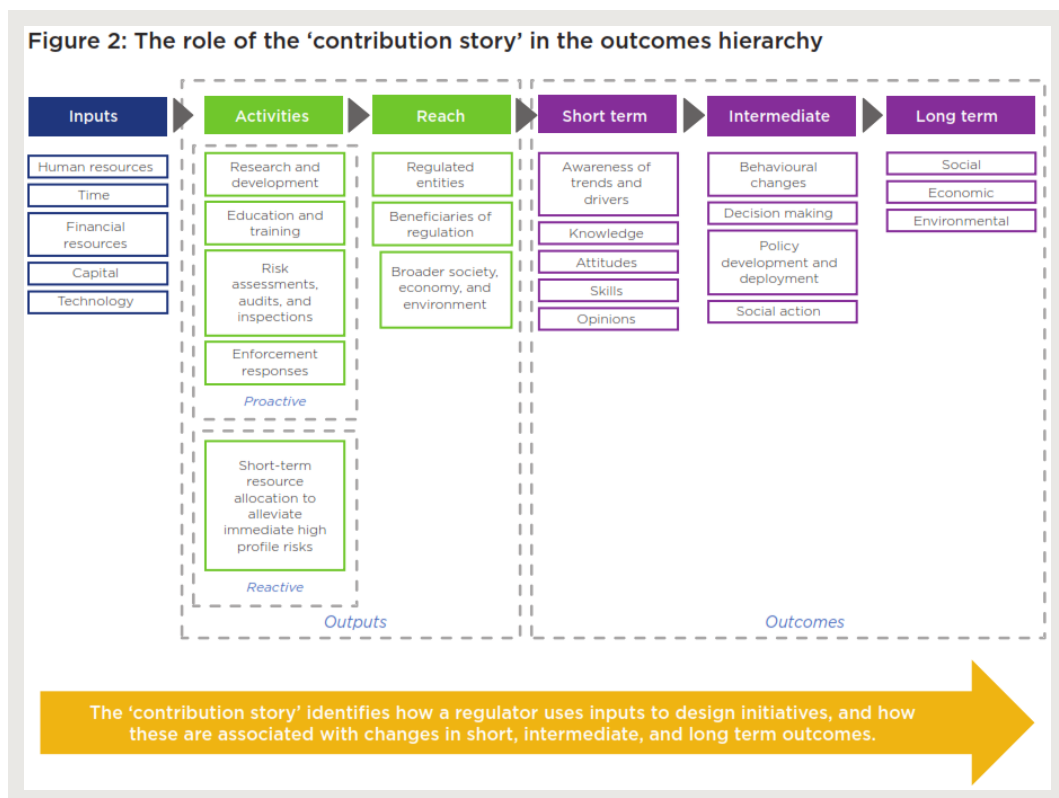 Figure 2: The role of the ‘contribution story’ in the outcomes hierarchy
Inputs
Human resources
Time
Financial
resources
Capital
Technology
Activities
Research and
development
Education and
training
Risk
assessments,
audits, and
inspections
Enforcement
responses
Proactive
Short-term
resource
allocation to
alleviate
immediate high
profile risks
Reactive
Reach
Regulated
entities
Beneficiaries of
regulation
Broader society,
economy, and
environment
Outputs
Short term
Awareness of
trends and
drivers
Knowledge
Attitudes
Skills
Opinions
Intermediate
Behavioural
changes
Decision making
Policy
development and
deployment
Social action
Long term
Social
Economic
Environmental
Outcomes
The ‘contribution story’ identifies how a regulator uses inputs to design initiatives, and how
these are associated with changes in short, intermediate, and long term outcomes.